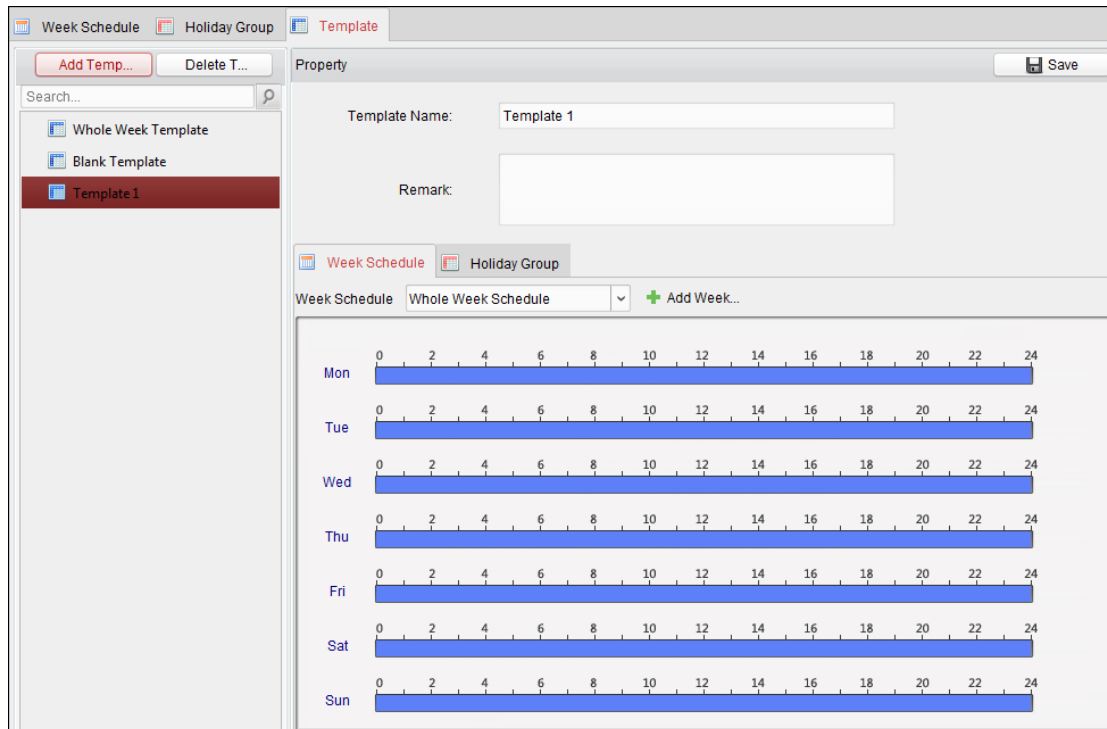 Week Schedule Holiday Group Template
Add Temp... Delete T... Property Save
Search...
Whole Week Template
Blank Template
Template 1
Template Name: Template 1
Remark:
Week Schedule Holiday Group
Week Schedule Whole Week Schedule Add Week...
0 2 4 6 8 10 12 14 16 18 20 22 24
Mon
0 2 4 6 8 10 12 14 16 18 20 22 24
Tue
0 2 4 6 8 10 12 14 16 18 20 22 24
Wed
0 2 4 6 8 10 12 14 16 18 20 22 24
Thu
0 2 4 6 8 10 12 14 16 18 20 22 24
Fri
0 2 4 6 8 10 12 14 16 18 20 22 24
Sat
0 2 4 6 8 10 12 14 16 18 20 22 24
Sun